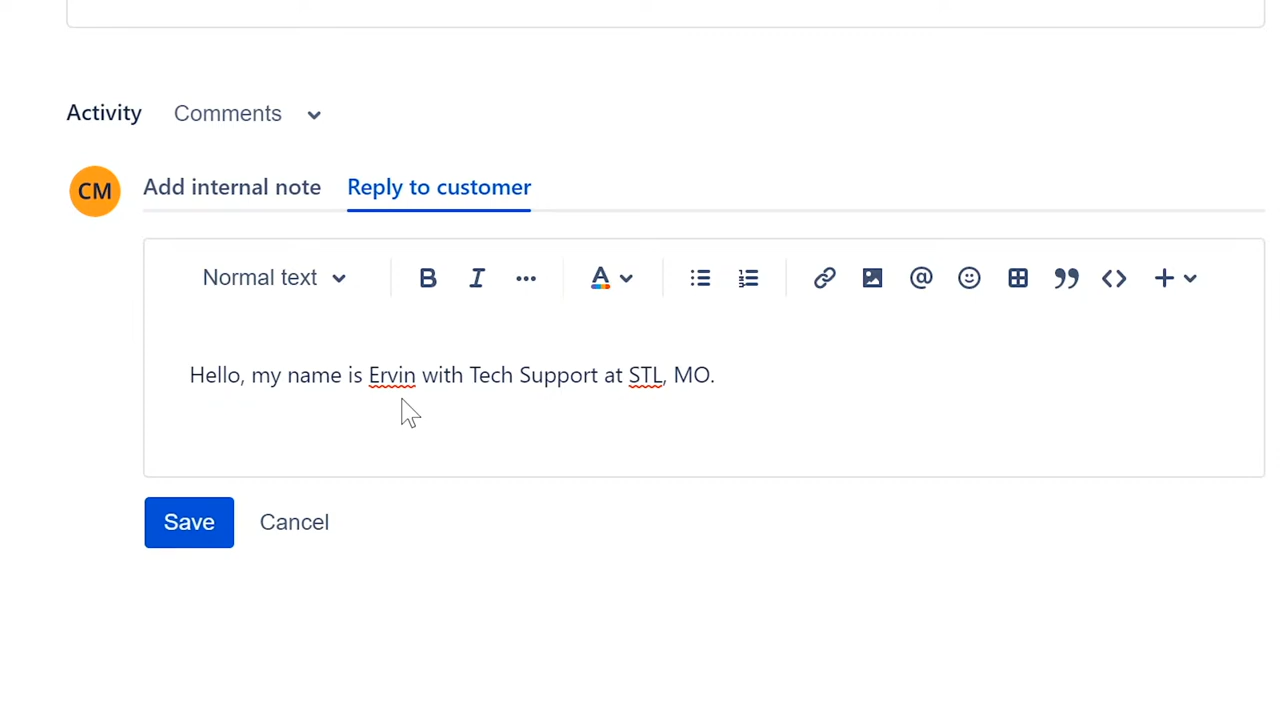 Activity Comments
CM Add internal note Reply to customer
Normal text B I ... A @
Hello, my name is Ervin with Tech Support at STL, MO.
Save Cancel